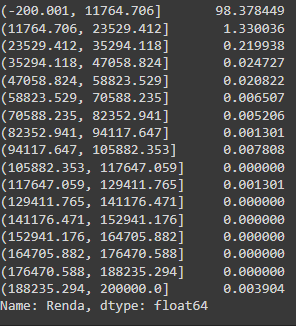 (-200.001, 11764.706] 98.378449
(11764.706, 23529.412] 1.330036
(23529.412, 35294.118] 0.219938
(35294.118, 47058.824] 0.024727
(47058.824, 58823.529] 0.020822
(58823.529, 70588.235] 0.006507
(70588.235, 82352.941] 0.005206
(82352.941, 94117.647] 0.001301
(94117.647, 105882.353] 0.007808
(105882.353, 117647.059] 0.000000
(117647.059, 129411.765] 0.001301
(129411.765, 141176.471] 0.000000
(141176.471, 152941.176] 0.000000
(152941.176, 164705.882] 0.000000
(164705.882, 176470.588] 0.000000
(176470.588, 188235.294] 0.000000
(188235.294, 200000.0] 0.003904
Name: Renda, dtype: float64